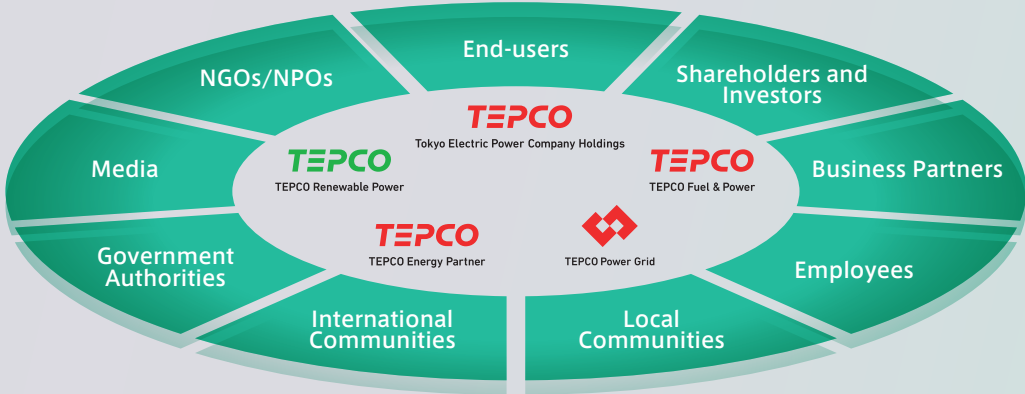 End-users
NGOs/NPOs
Shareholders and
Investors
TEPCO
Tokyo Electric Power Company Holdings
Media
TEPCO
TEPCO Renewable Power
TEPCO
TEPCO Fuel & Power
Business Partners
TEPCO
TEPCO Energy Partner
TEPCO Power Grid
Government
Authorities
Employees
International
Communities
Local
Communities